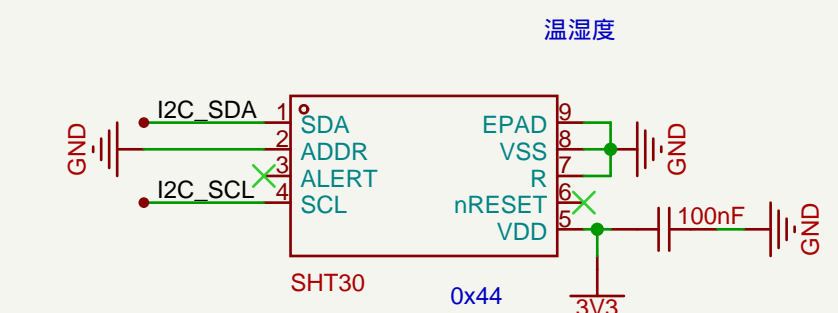 温湿度
I2C_SDA 1 SDA EPAD 9
GND 2 ADDR VSS 8 GND
3 ALERT R 7
I2C_SCL 4 SCL nRESET 6
VDD 5 100nF GND
SHT30
0x44
3V3